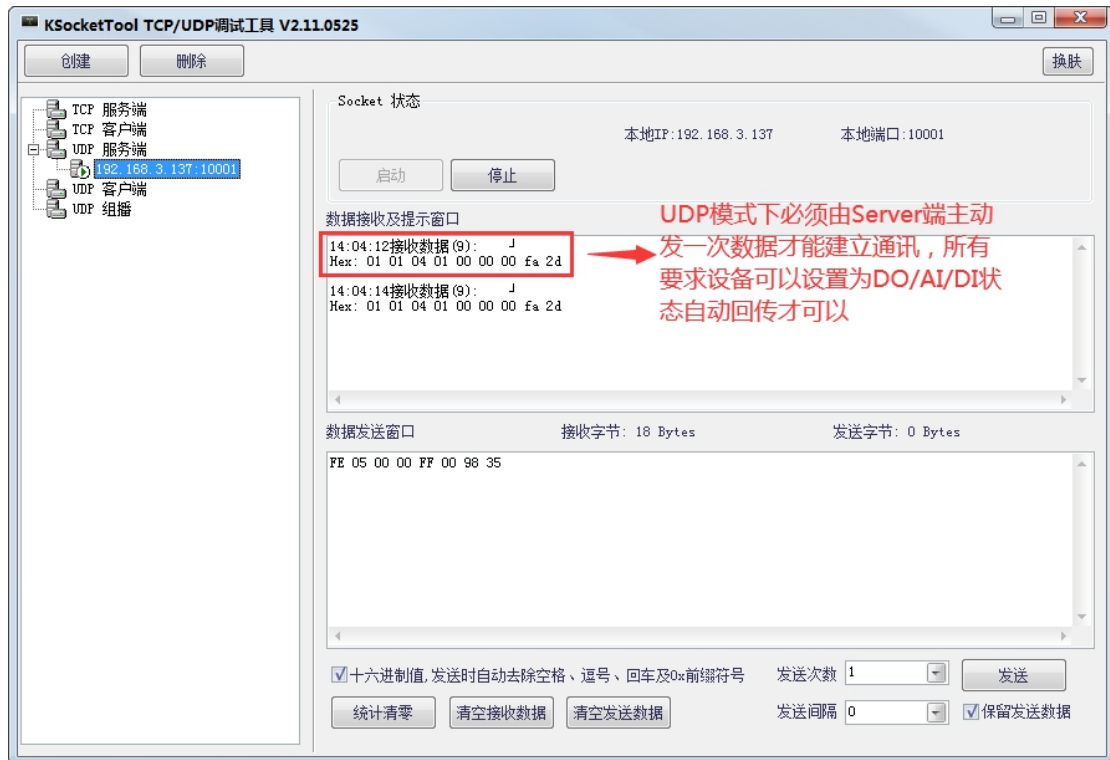 KSocketTool TCP/UDP调试工具 V2.11.0525
创建
删除
换肤
TCP 服务端
TCP 客户端
UDP 服务端
192.168.3.137:10001
UDP 客户端
UDP 组播
Socket 状态
本地IP:192.168.3.137
本地端口:10001
启动
停止
数据接收及提示窗口
14:04:12接收数据(9): ┘
Hex: 01 01 04 01 00 00 00 fa 2d
14:04:14接收数据(9): ┘
Hex: 01 01 04 01 00 00 00 fa 2d
UDP模式下必须由Server端主动
发一次数据才能建立通讯，所有
要求设备可以设置为DO/AI/DI状
态自动回传才可以
数据发送窗口
接收字节: 18 Bytes
发送字节: 0 Bytes
FE 05 00 00 FF 00 98 35
十六进制值,发送时自动去除空格、逗号、回车及0x前缀符号
发送次数 1
发送
统计清零
清空接收数据
清空发送数据
发送间隔 0
保留发送数据